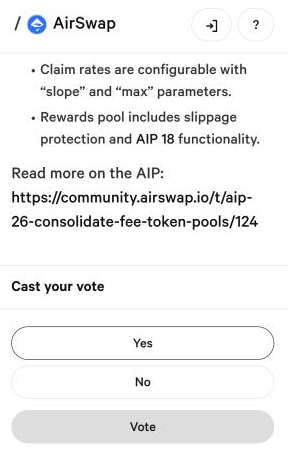 / AirSwap ?
• Claim rates are configurable with
“slope” and “max” parameters.
• Rewards pool includes slippage
protection and AIP 18 functionality.
Read more on the AIP:
https://community.airswap.io/t/aip-
26-consolidate-fee-token-pools/124
Cast your vote
Yes
No
Vote